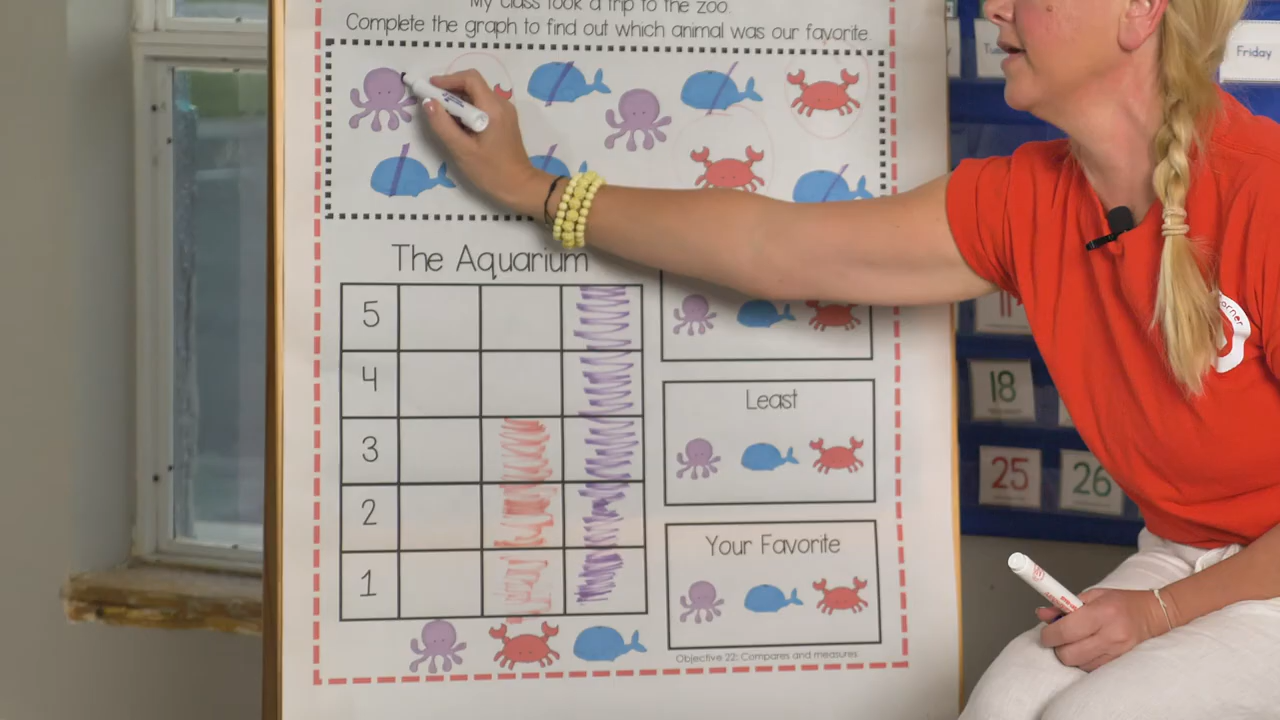 My class took a trip to the zoo.
Complete the graph to find out which animal was our favorite.
Friday
The Aquarium
5
4
3
2
1
Least
Your Favorite
Objective 22: Compares and measures.
18
25
26
orner